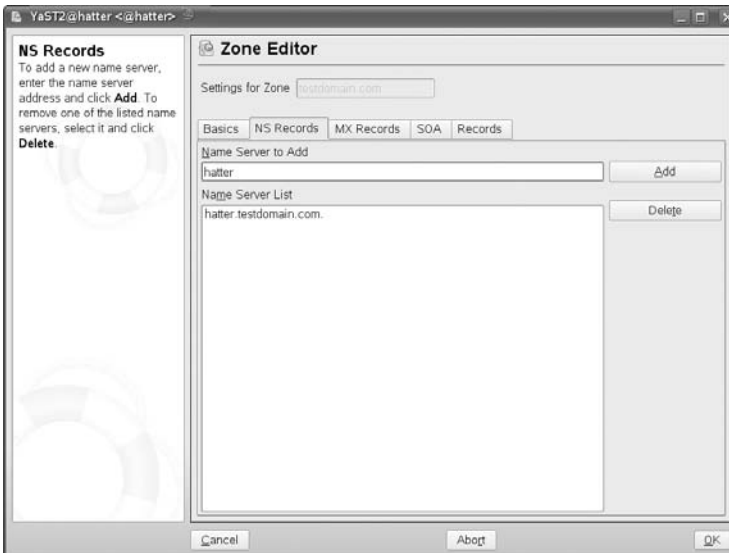 YaST2@hatter <@hatter>
NS Records
To add a new name server,
enter the name server
address and click Add. To
remove one of the listed name
servers, select it and click
Delete.
Zone Editor
Settings for Zone testdomain.com
Basics NS Records MX Records SOA Records
Name Server to Add
hatter
Add
Name Server List
Delete
hatter.testdomain.com.
Cancel Abort OK